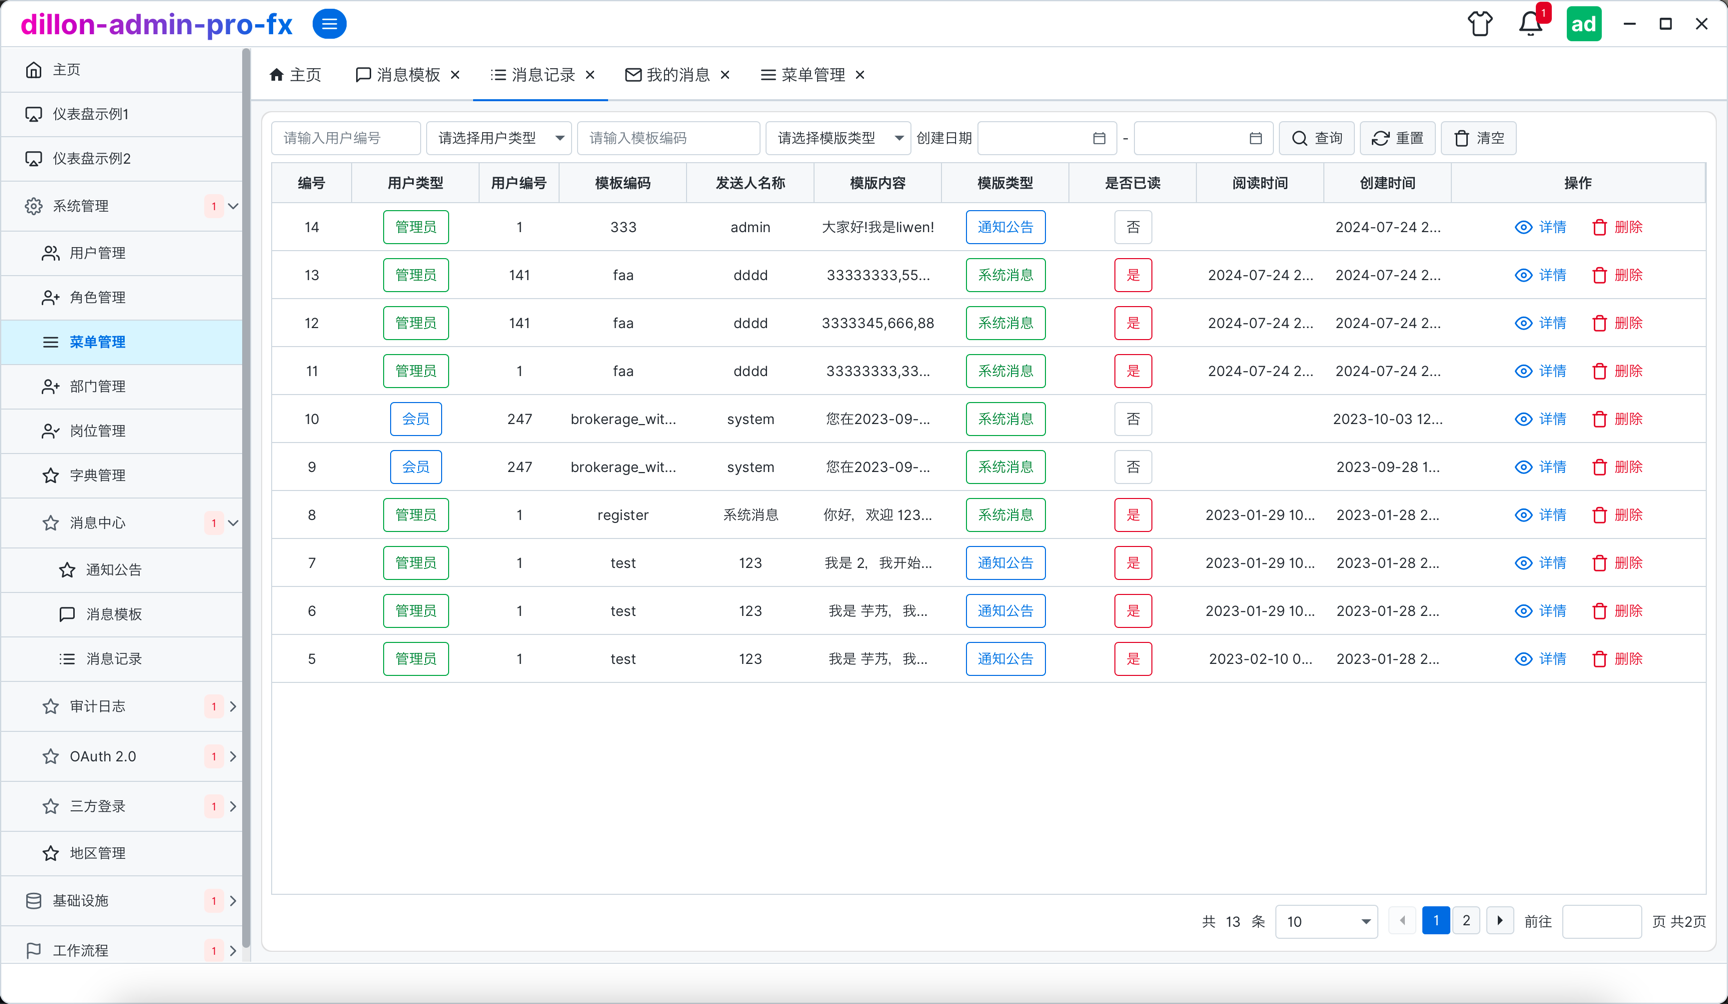 dillon-admin-pro-fx
1
ad
主页
仪表盘示例1
仪表盘示例2
系统管理 1
用户管理
角色管理
菜单管理
部门管理
岗位管理
字典管理
消息中心 1
通知公告
消息模板
消息记录
审计日志 1
OAuth 2.0 1
三方登录 1
地区管理
基础设施 1
工作流程 1
主页 消息模板 消息记录 我的消息 菜单管理
请输入用户编号 请选择用户类型 请输入模板编码 请选择模版类型 创建日期 - 查询 重置 清空
编号 用户类型 用户编号 模板编码 发送人名称 模版内容 模版类型 是否已读 阅读时间 创建时间 操作
14 管理员 1 333 admin 大家好!我是liwen! 通知公告 否 2024-07-24 2... 详情 删除
13 管理员 141 faa dddd 33333333,55... 系统消息 是 2024-07-24 2... 2024-07-24 2... 详情 删除
12 管理员 141 faa dddd 3333345,666,88 系统消息 是 2024-07-24 2... 2024-07-24 2... 详情 删除
11 管理员 1 faa dddd 33333333,33... 系统消息 是 2024-07-24 2... 2024-07-24 2... 详情 删除
10 会员 247 brokerage_wit... system 您在2023-09-... 系统消息 否 2023-10-03 12... 详情 删除
9 会员 247 brokerage_wit... system 您在2023-09-... 系统消息 否 2023-09-28 1... 详情 删除
8 管理员 1 register 系统消息 你好，欢迎 123... 系统消息 是 2023-01-29 10... 2023-01-28 2... 详情 删除
7 管理员 1 test 123 我是 2，我开始... 通知公告 是 2023-01-29 10... 2023-01-28 2... 详情 删除
6 管理员 1 test 123 我是 芋艿，我... 通知公告 是 2023-01-29 10... 2023-01-28 2... 详情 删除
5 管理员 1 test 123 我是 芋艿，我... 通知公告 是 2023-02-10 0... 2023-01-28 2... 详情 删除
共 13 条 10 1 2 前往 页 共2页